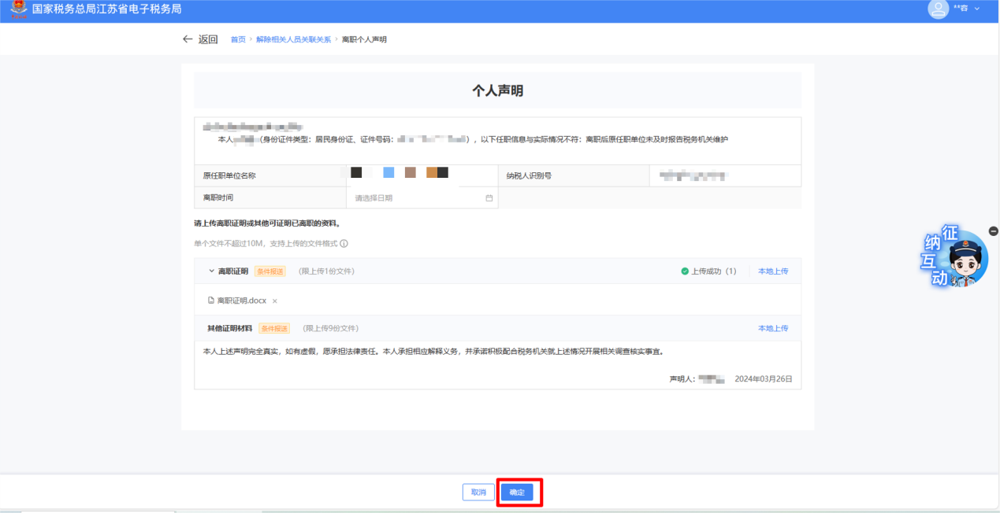 国家税务总局江苏省电子税务局
**容
返回 首页 › 解除相关人员关联关系 › 离职个人声明
个人声明
本人 （身份证件类型：居民身份证、证件号码： ），以下任职信息与实际情况不符：离职后原任职单位未及时报告税务机关维护
原任职单位名称 纳税人识别号
离职时间 请选择日期
请上传离职证明或其他可证明已离职的资料。
单个文件不超过10M，支持上传的文件格式
离职证明 条件报送 （限上传1份文件） 上传成功（1） 本地上传
离职证明.docx ×
其他证明材料 条件报送 （限上传9份文件） 本地上传
本人上述声明完全真实，如有虚假，愿承担法律责任。本人承担相应解释义务，并承诺积极配合税务机关就上述情况开展相关调查核实事宜。
声明人： 2024年03月26日
征纳互动
取消 确定